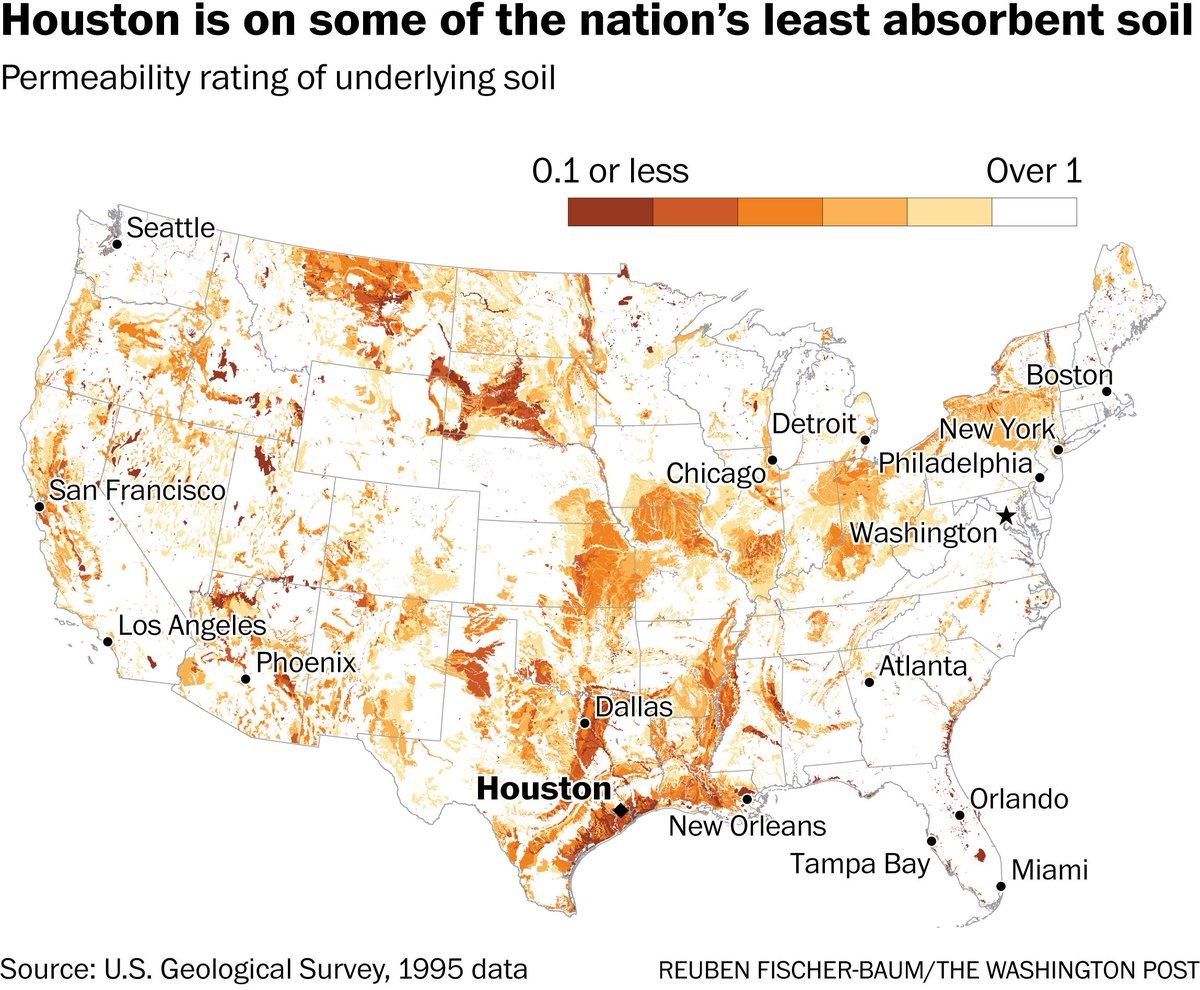 Houston is on some of the nation's least absorbent soil
Permeability rating of underlying soil
0.1 or less
Over 1
Seattle
Boston
Detroit
New York
Chicago
Philadelphia
San Francisco
Washington
Los Angeles
Phoenix
Atlanta
Dallas
Houston
Orlando
New Orleans
Tampa Bay
Miami
Source: U.S. Geological Survey, 1995 data
REUBEN FISCHER-BAUM/THE WASHINGTON POST